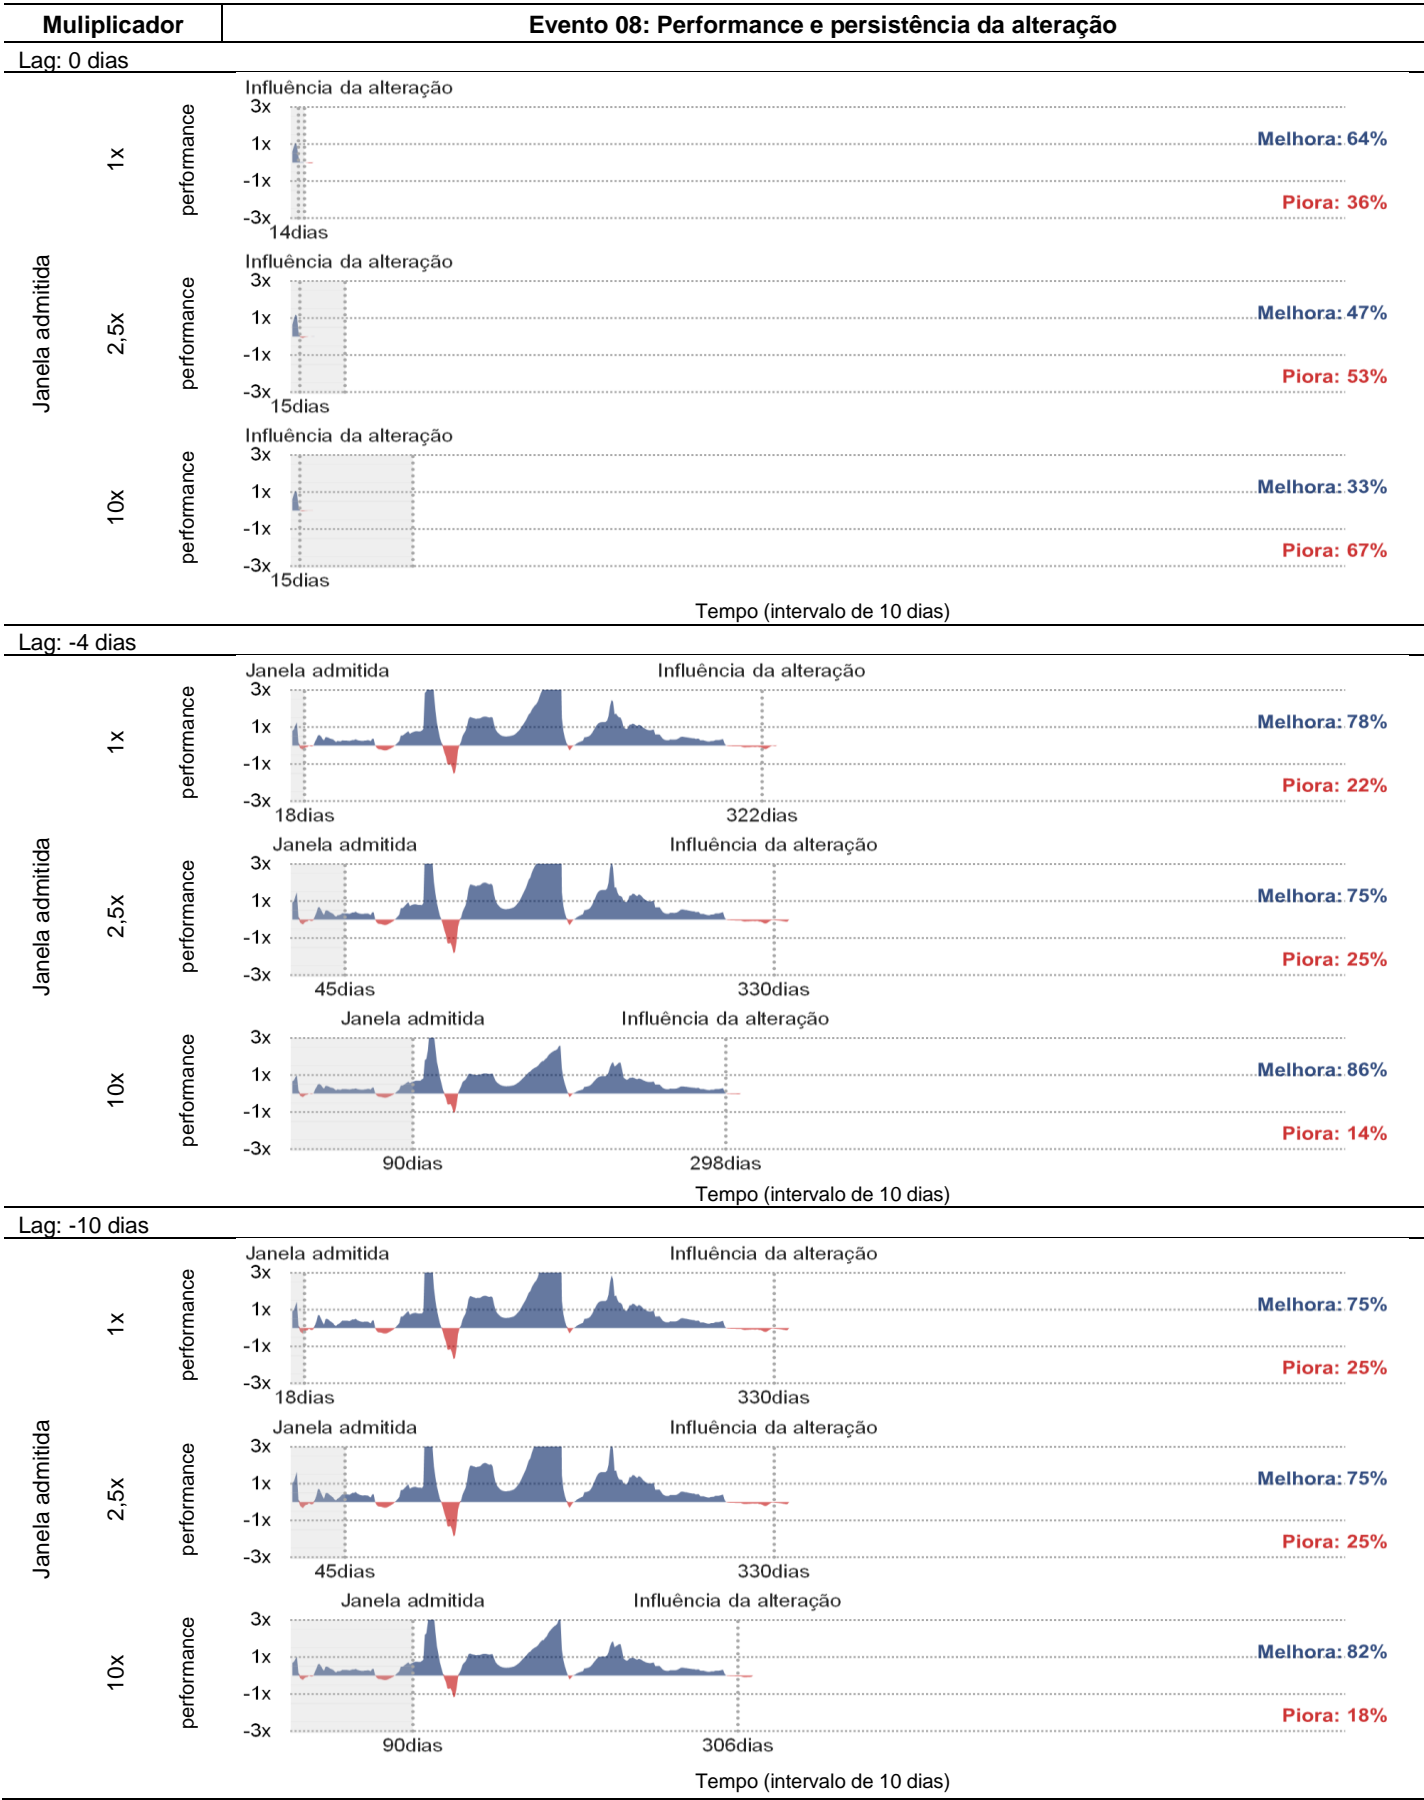 Muliplicador
Evento 08: Performance e persistência da alteração
Lag: 0 dias
Janela admitida
1x
performance
Influência da alteração
3x
1x
-1x
-3x
14dias
Melhora: 64%
Piora: 36%
2,5x
performance
Influência da alteração
3x
1x
-1x
-3x
15dias
Melhora: 47%
Piora: 53%
10x
performance
Influência da alteração
3x
1x
-1x
-3x
15dias
Melhora: 33%
Piora: 67%
Tempo (intervalo de 10 dias)
Lag: -4 dias
Janela admitida
1x
performance
Janela admitida
Influência da alteração
3x
1x
-1x
-3x
18dias
322dias
Melhora: 78%
Piora: 22%
2,5x
performance
Janela admitida
Influência da alteração
3x
1x
-1x
-3x
45dias
330dias
Melhora: 75%
Piora: 25%
10x
performance
Janela admitida
Influência da alteração
3x
1x
-1x
-3x
90dias
298dias
Melhora: 86%
Piora: 14%
Tempo (intervalo de 10 dias)
Lag: -10 dias
Janela admitida
1x
performance
Janela admitida
Influência da alteração
3x
1x
-1x
-3x
18dias
330dias
Melhora: 75%
Piora: 25%
2,5x
performance
Janela admitida
Influência da alteração
3x
1x
-1x
-3x
45dias
330dias
Melhora: 75%
Piora: 25%
10x
performance
Janela admitida
Influência da alteração
3x
1x
-1x
-3x
90dias
306dias
Melhora: 82%
Piora: 18%
Tempo (intervalo de 10 dias)